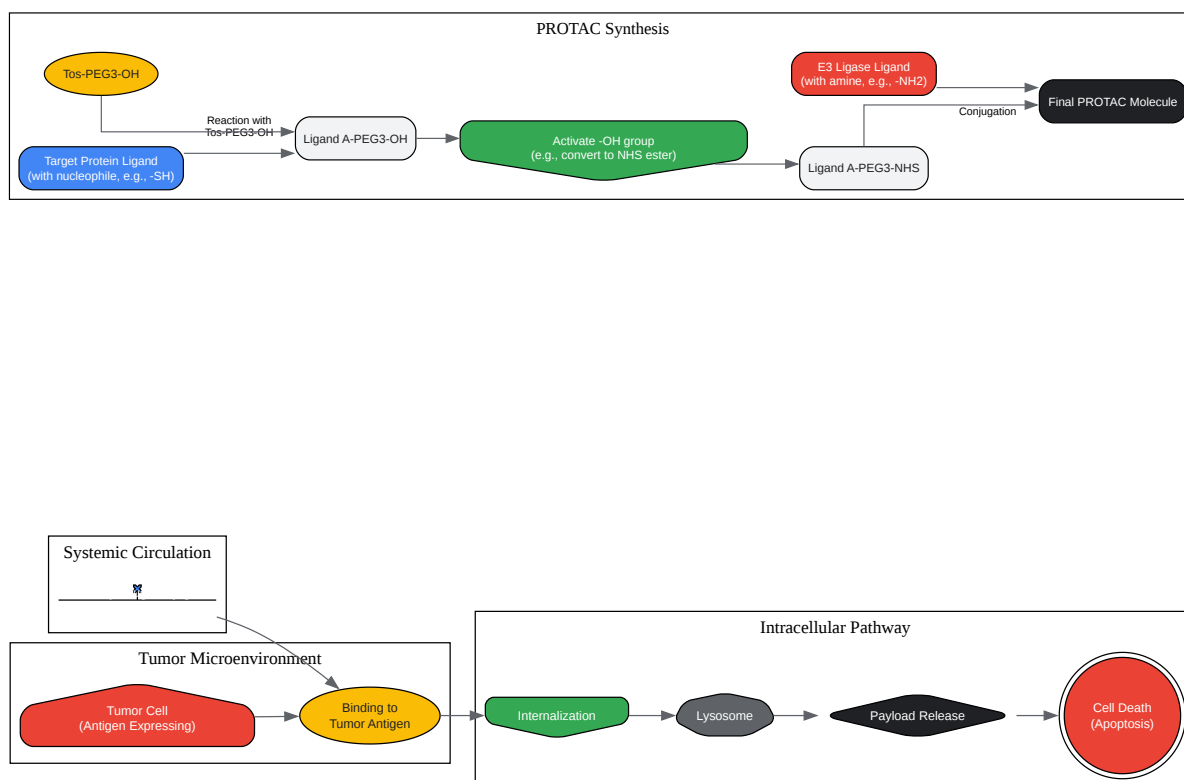 PROTAC Synthesis
Tos-PEG3-OH
Target Protein Ligand
(with nucleophile, e.g., -SH)
Reaction with
Tos-PEG3-OH
Ligand A-PEG3-OH
Activate -OH group
(e.g., convert to NHS ester)
E3 Ligase Ligand
(with amine, e.g., -NH2)
Ligand A-PEG3-NHS
Conjugation
Final PROTAC Molecule
Systemic Circulation
Tumor Microenvironment
Tumor Cell
(Antigen Expressing)
Binding to
Tumor Antigen
Intracellular Pathway
Internalization
Lysosome
Payload Release
Cell Death
(Apoptosis)